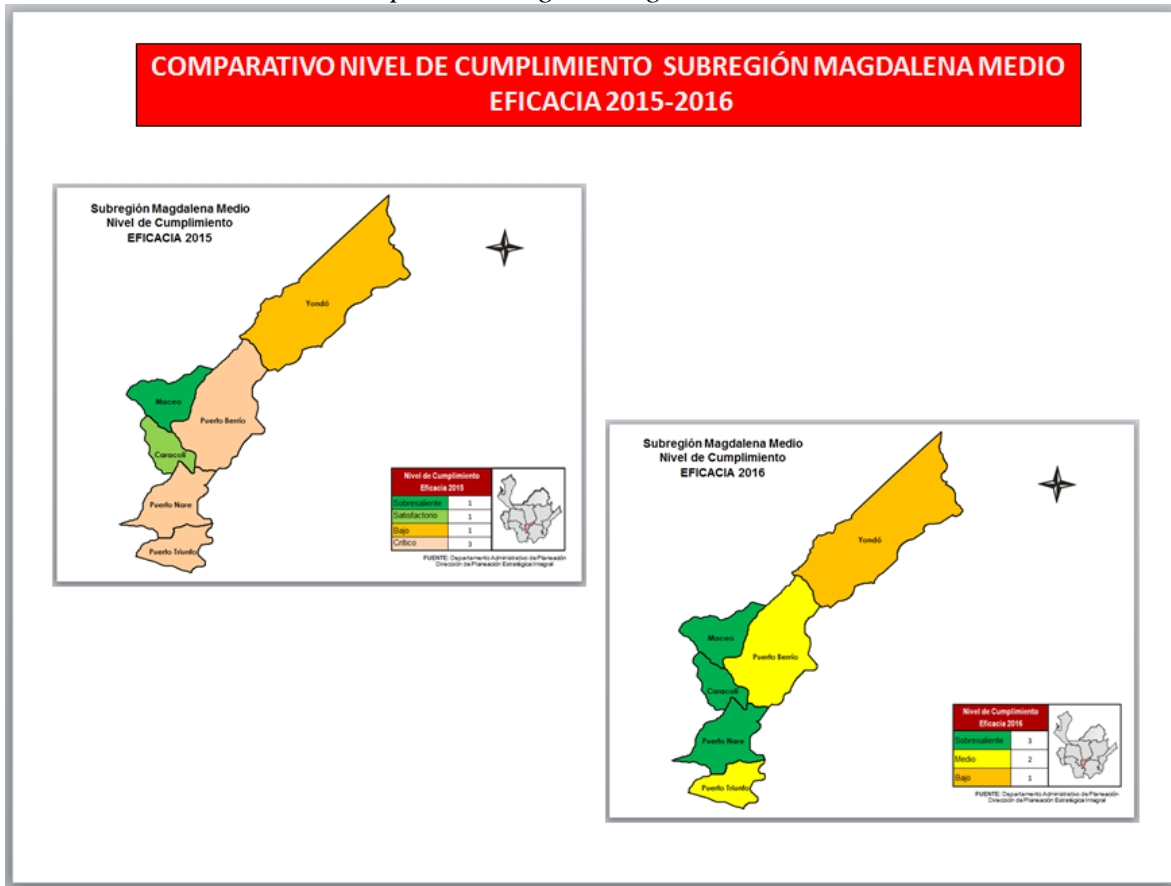 COMPARATIVO NIVEL DE CUMPLIMIENTO SUBREGIÓN MAGDALENA MEDIO
EFICACIA 2015-2016
Subregión Magdalena Medio
Nivel de Cumplimiento
EFICACIA 2015
Yondó
Maceo
Puerto Berrío
Caracolí
Puerto Nare
Puerto Triunfo
Nivel de Cumplimiento
Eficacia 2015
Sobresaliente 1
Satisfactorio 1
Bajo 1
Crítico 3
FUENTE: Departamento Administrativo de Planeación
Dirección de Planeación Estratégica Integral
Subregión Magdalena Medio
Nivel de Cumplimiento
EFICACIA 2016
Yondó
Maceo
Puerto Berrío
Caracolí
Puerto Nare
Puerto Triunfo
Nivel de Cumplimiento
Eficacia 2016
Sobresaliente 3
Medio 2
Bajo 1
FUENTE: Departamento Administrativo de Planeación
Dirección de Planeación Estratégica Integral